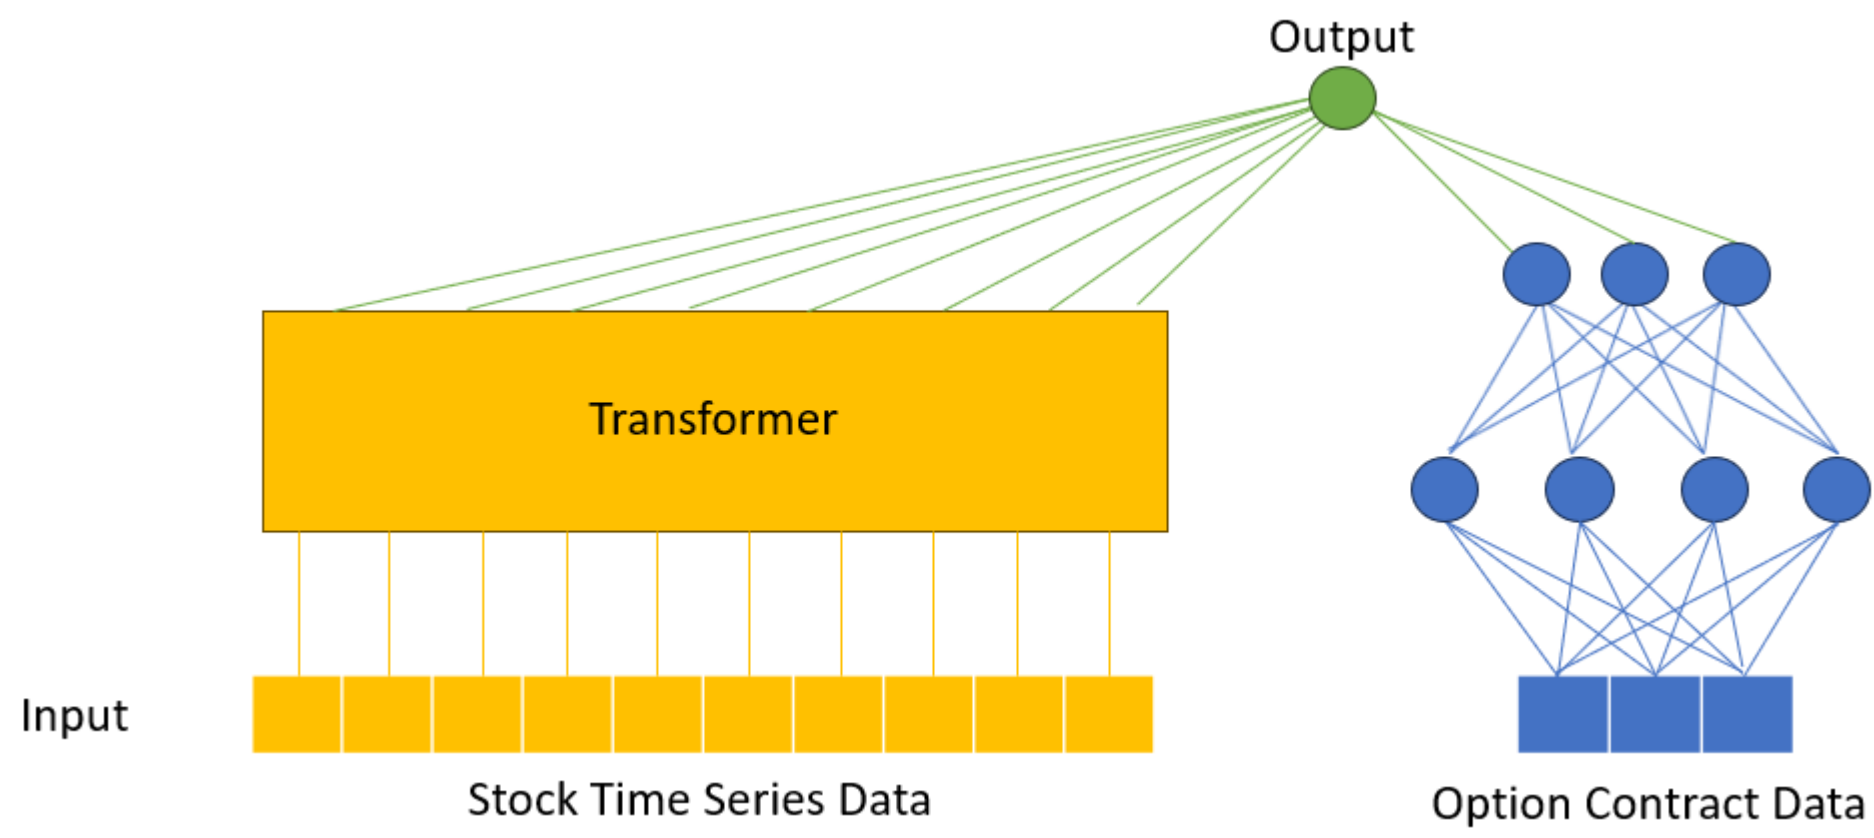 Output
Transformer
Input
Stock Time Series Data
Option Contract Data